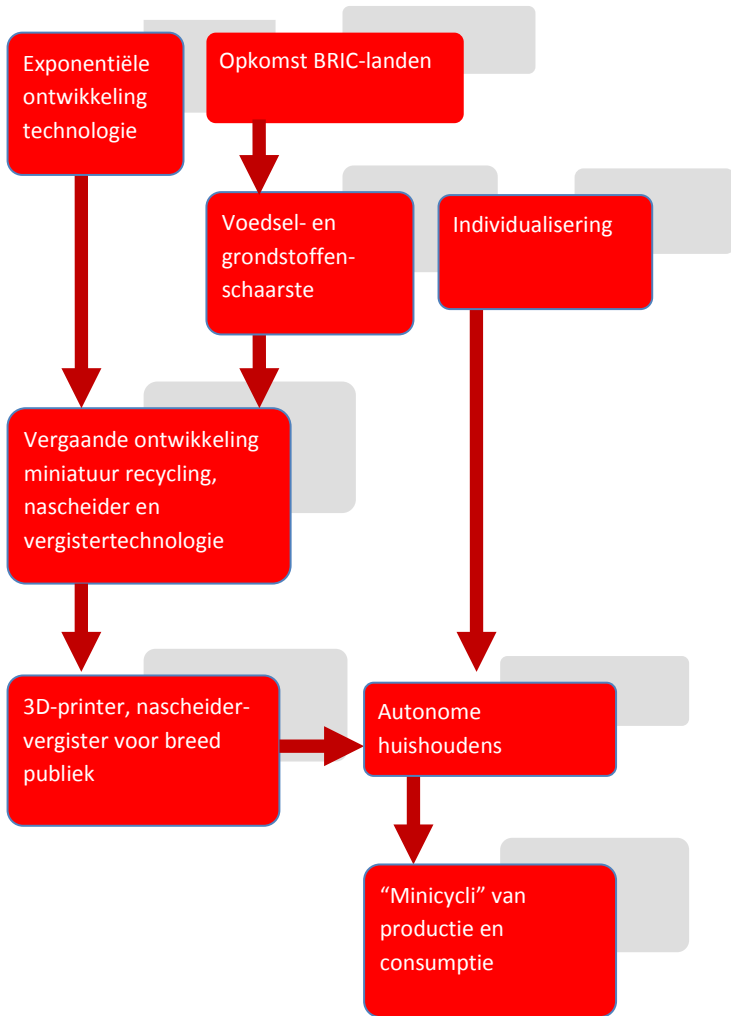 Exponentiële
ontwikkeling
technologie
Opkomst BRIC-landen
Voedsel- en
grondstoffen-
schaarste
Individualisering
Vergaande ontwikkeling
miniatuur recycling,
nascheider en
vergistertechnologie
3D-printer, nascheider-
vergister voor breed
publiek
Autonome
huishoudens
“Minicycli” van
productie en
consumptie